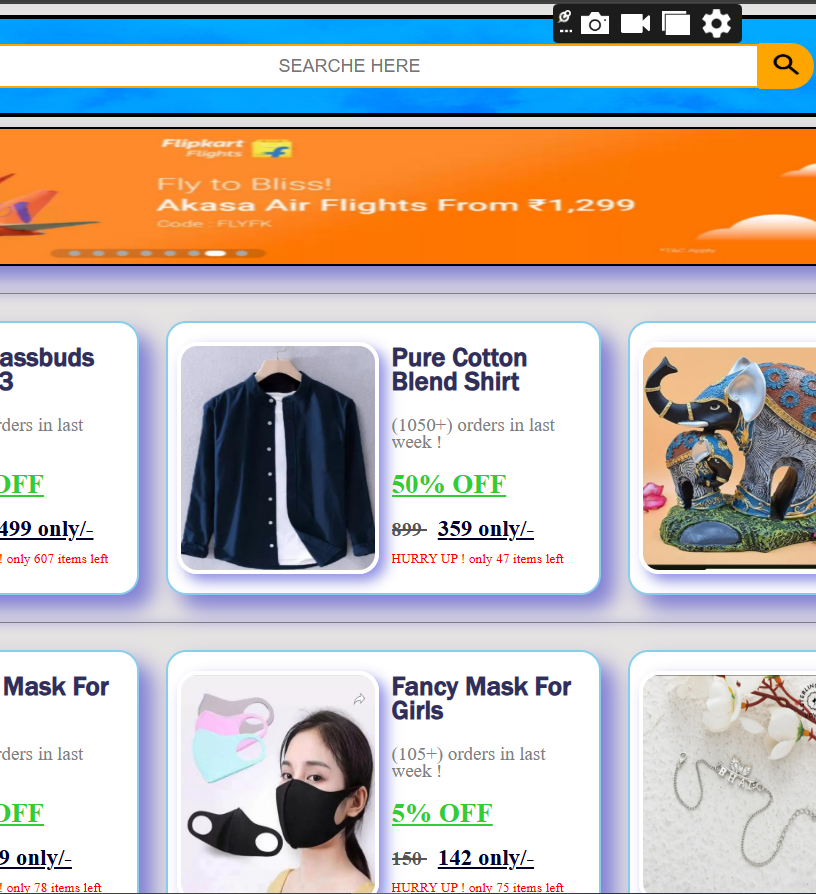 SEARCHE HERE
Flipkart
Flights
Fly to Bliss!
Akasa Air Flights From ₹1,299
Code : FLYFK
*T&C Apply
assbuds
3
rders in last
OFF
499 only/-
! only 607 items left
Pure Cotton
Blend Shirt
(1050+) orders in last
week !
50% OFF
899- 359 only/-
HURRY UP ! only 47 items left
Mask For
rders in last
OFF
9 only/-
! only 78 items left
Fancy Mask For
Girls
(105+) orders in last
week !
5% OFF
150- 142 only/-
HURRY UP ! only 75 items left